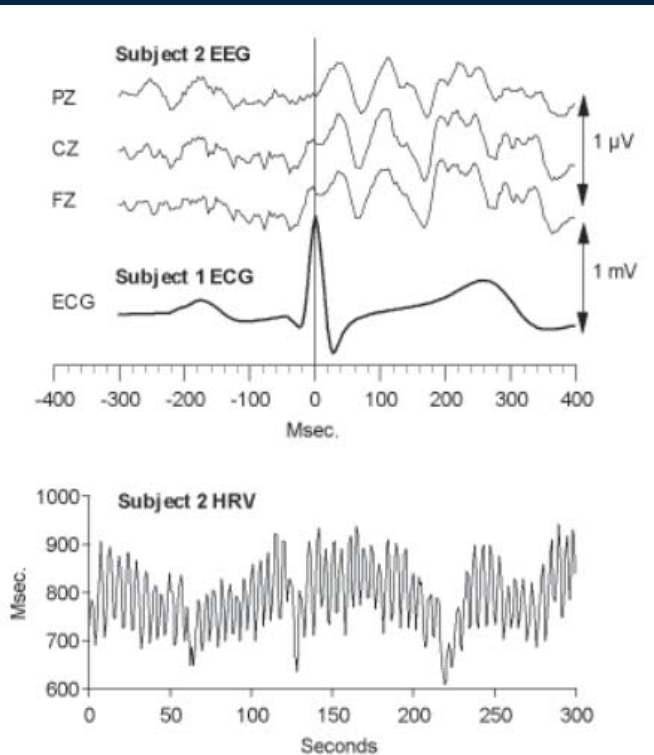 Subject 2 EEG
PZ
CZ
1 µV
FZ
Subject 1 ECG
1 mV
ECG
-400 -300 -200 -100 0 100 200 300 400
Msec.
1000
Subject 2 HRV
900
800
Msec.
700
600
0 50 100 150 200 250 300
Seconds